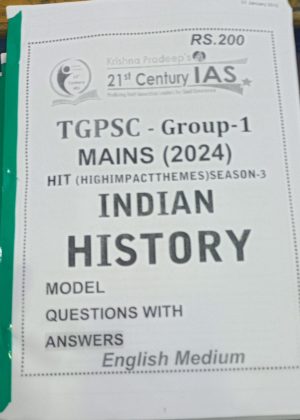 RS.200
Krishna Pradeep's
21st Century IAS
TGPSC - Group-1
MAINS (2024)
HIT (HIGHIMPACTTHEMES)SEASON-3
INDIAN
HISTORY
MODEL
QUESTIONS WITH
ANSWERS
English Medium